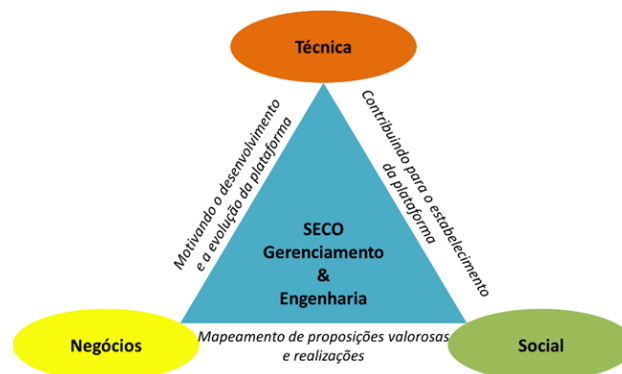 Técnica
Motivando o desenvolvimento
e a evolução da plataforma
Contribuindo para o estabelecimento
da plataforma
SECO
Gerenciamento
&
Engenharia
Negócios
Mapeamento de proposições valorosas
e realizações
Social